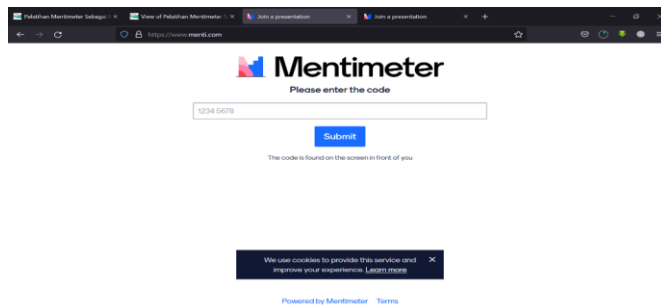 Pelatihan Mentimeter Sebagai
View of Pelatihan Mentimeter
Join a presentation
Join a presentation
https://www.menti.com
Mentimeter
Please enter the code
1234 5678
Submit
The code is found on the screen in front of you
We use cookies to provide this service and
improve your experience. Learn more
Powered by Mentimeter Terms